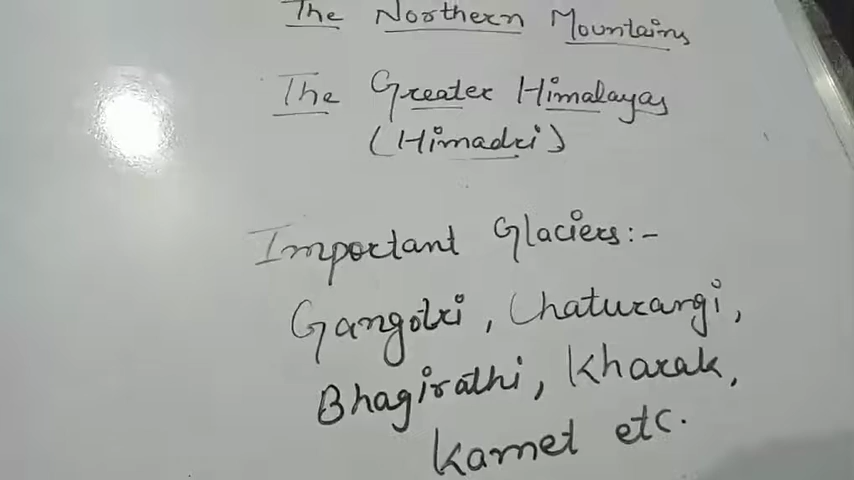 The Northern Mountains
The Greater Himalayas
(Himadri)
Important Glaciers:-
Gangotri, Chaturangi,
Bhagirathi, Kharak,
Kamet etc.